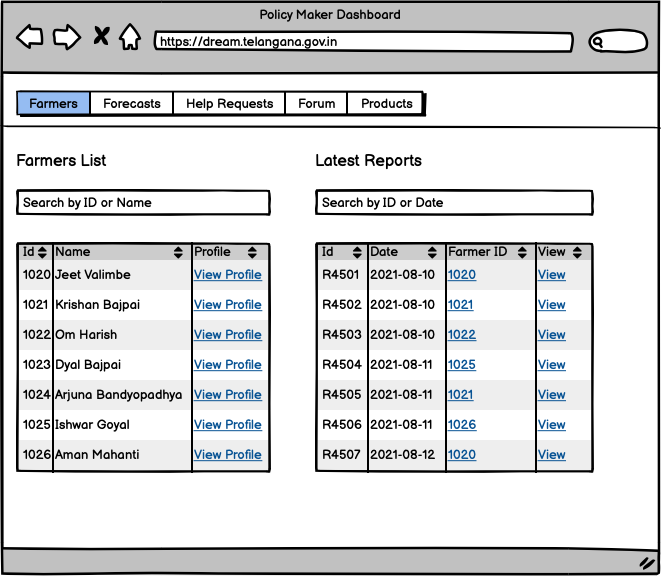 Policy Maker Dashboard
https://dream.telangana.gov.in
Farmers Forecasts Help Requests Forum Products
Farmers List
Search by ID or Name
Id Name Profile
1020 Jeet Valimbe View Profile
1021 Krishan Bajpai View Profile
1022 Om Harish View Profile
1023 Dyal Bajpai View Profile
1024 Arjuna Bandyopadhya View Profile
1025 Ishwar Goyal View Profile
1026 Aman Mahanti View Profile
Latest Reports
Search by ID or Date
Id Date Farmer ID View
R4501 2021-08-10 1020 View
R4502 2021-08-10 1021 View
R4503 2021-08-10 1022 View
R4504 2021-08-11 1025 View
R4505 2021-08-11 1021 View
R4506 2021-08-11 1026 View
R4507 2021-08-12 1020 View